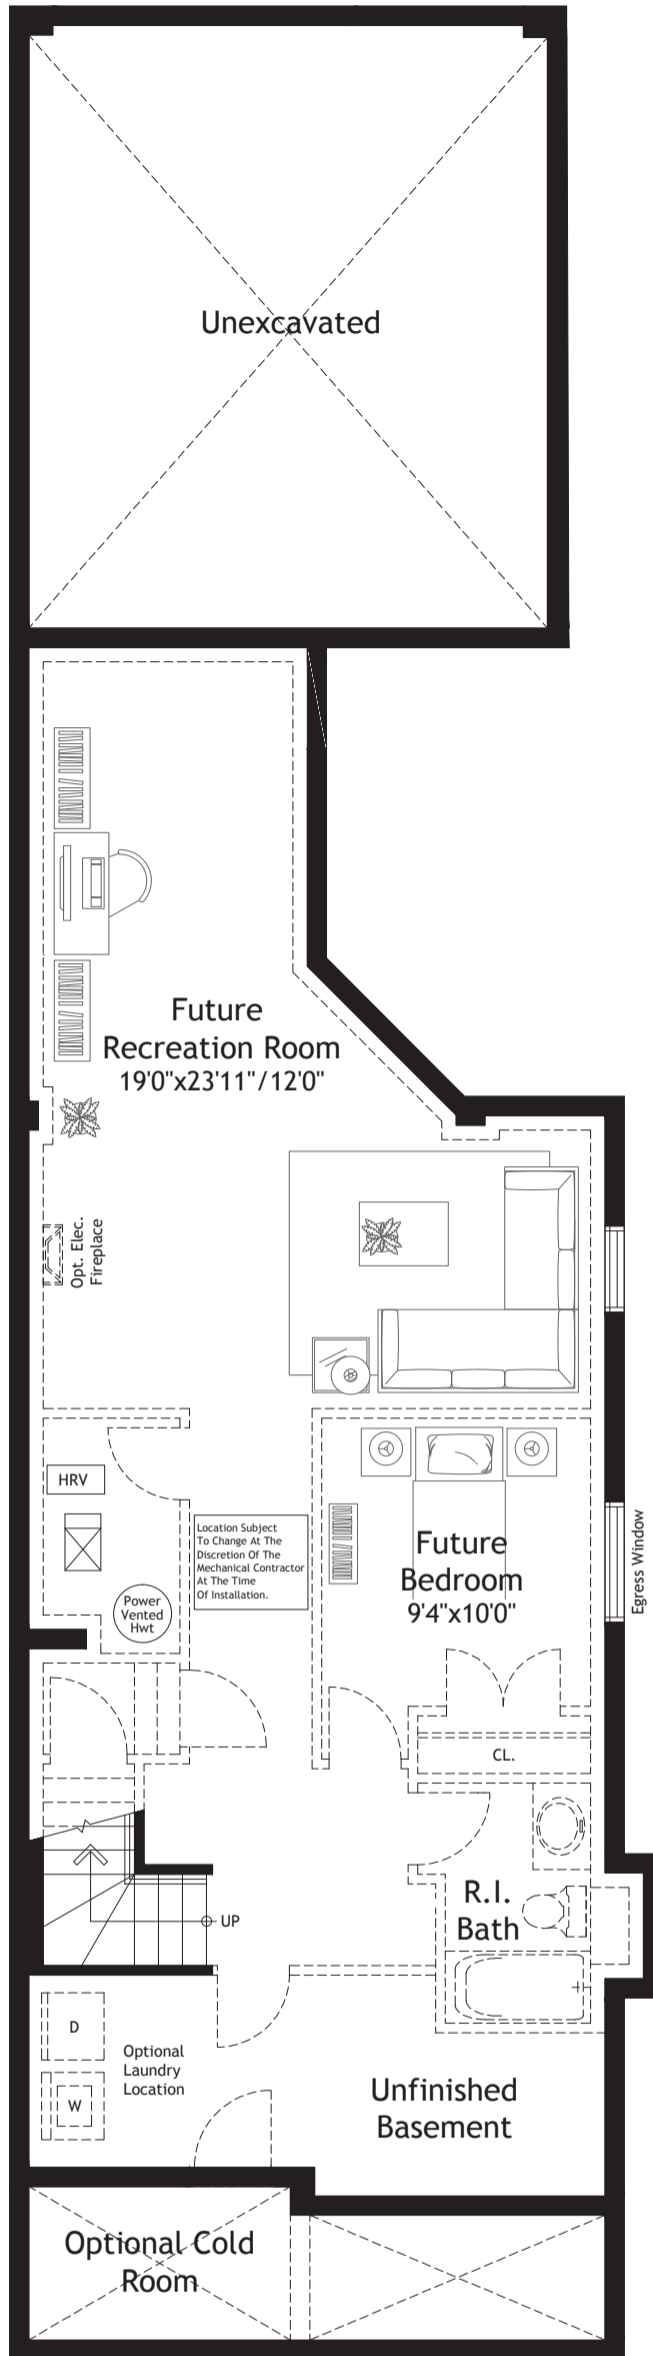 Unexcavated
Future
Recreation Room
19'0"x23'11"/12'0"
Opt. Elec.
Fireplace
HRV
Location Subject
To Change At The
Discretion Of The
Mechanical Contractor
At The Time
Of Installation.
Future
Bedroom
9'4"x10'0"
Egress Window
Power
Vented
Hwt
CL.
R.I.
Bath
UP
D
W
Optional
Laundry
Location
Unfinished
Basement
Optional Cold
Room